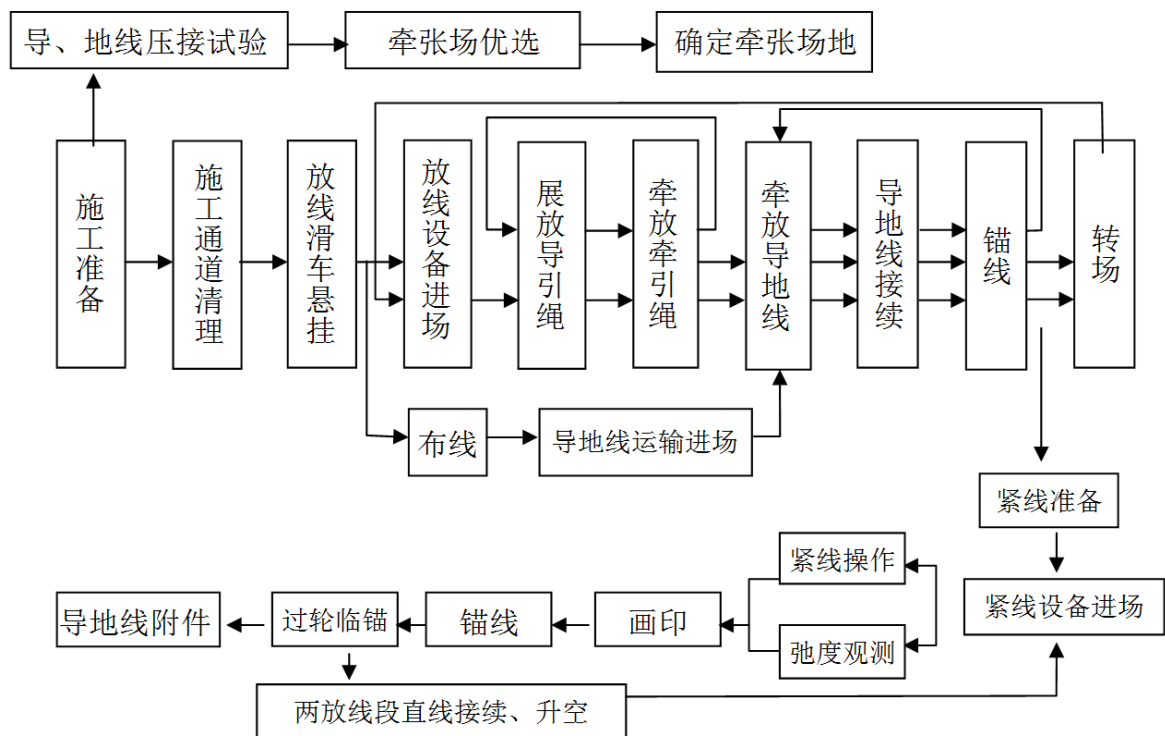 导、地线压接试验
牵张场优选
确定牵张场地
施工准备
施工通道清理
放线滑车悬挂
放线设备进场
展放导引绳
牵放牵引绳
牵放导地线
导地线接续
锚线
转场
布线
导地线运输进场
紧线准备
紧线操作
紧线设备进场
导地线附件
过轮临锚
锚线
画印
弛度观测
两放线段直线接续、升空